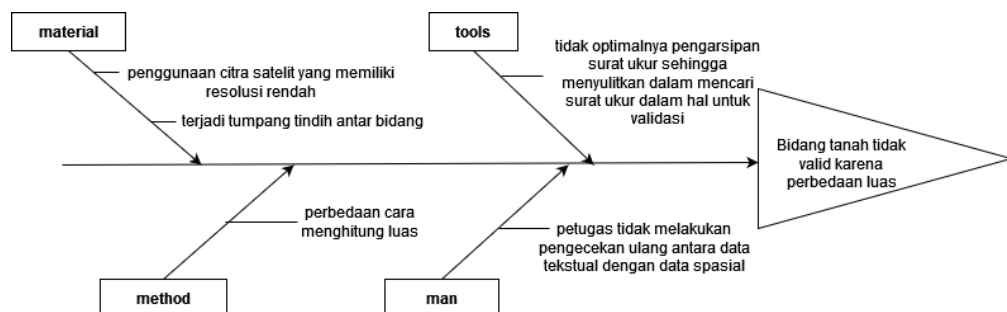 material
penggunaan citra satelit yang memiliki
resolusi rendah
terjadi tumpang tindih antar bidang
tools
tidak optimalnya pengarsipan
surat ukur sehingga
menyulitkan dalam mencari
surat ukur dalam hal untuk
validasi
Bidang tanah tidak
valid karena
perbedaan luas
perbedaan cara
menghitung luas
method
petugas tidak melakukan
pengecekan ulang antara data
tekstual dengan data spasial
man